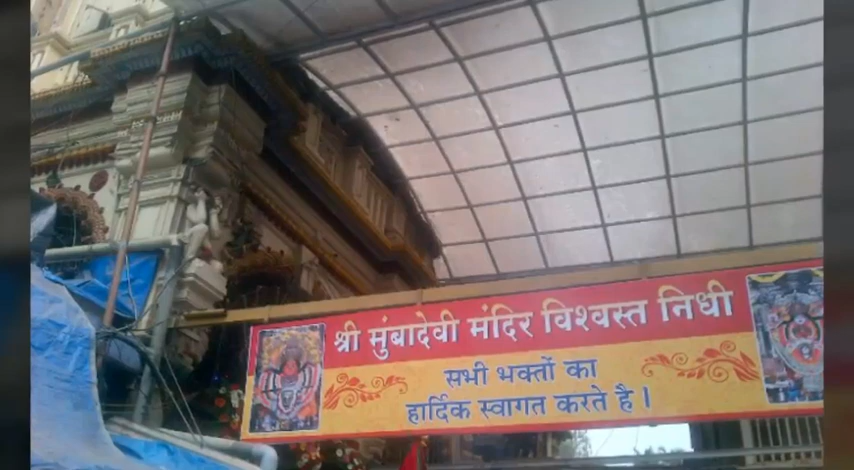 श्री मुंबादेवी मंदिर विश्वस्त निधी
सभी भक्तों का
हार्दिक स्वागत करते है।